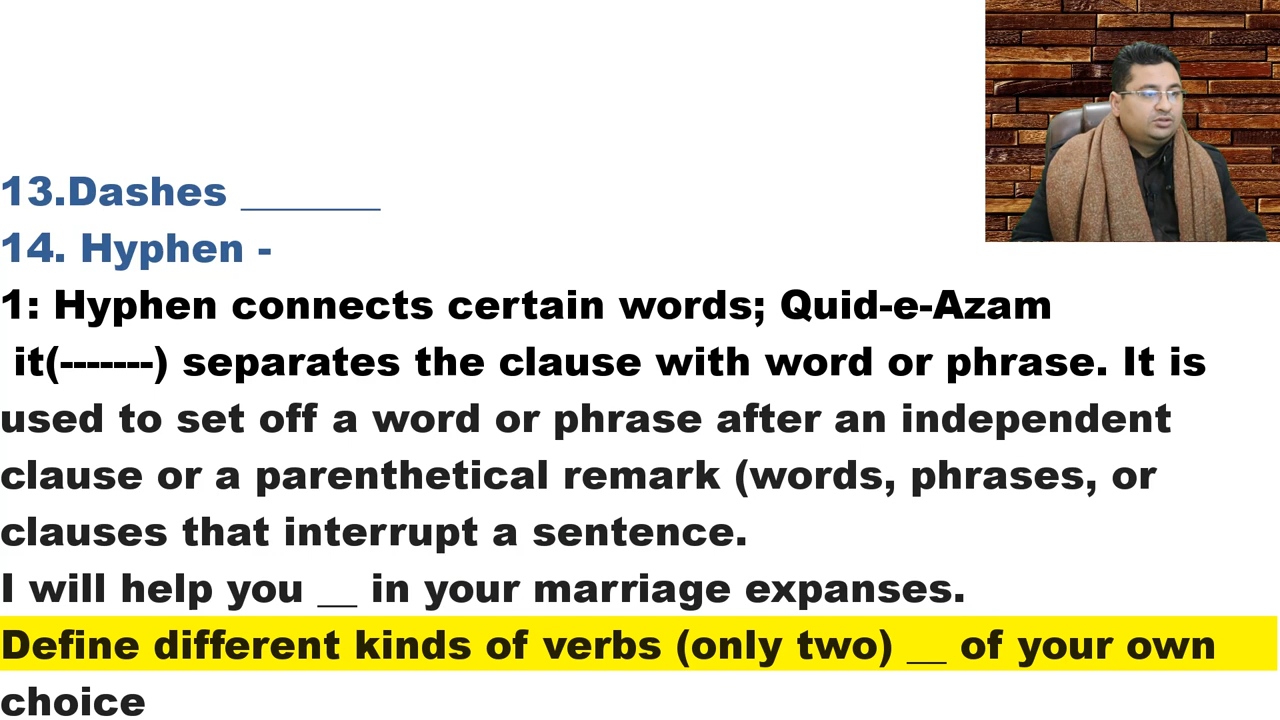 13.Dashes _______
14. Hyphen -
1: Hyphen connects certain words; Quid-e-Azam
it(-------) separates the clause with word or phrase. It is
used to set off a word or phrase after an independent
clause or a parenthetical remark (words, phrases, or
clauses that interrupt a sentence.
I will help you __ in your marriage expanses.
Define different kinds of verbs (only two) __ of your own
choice